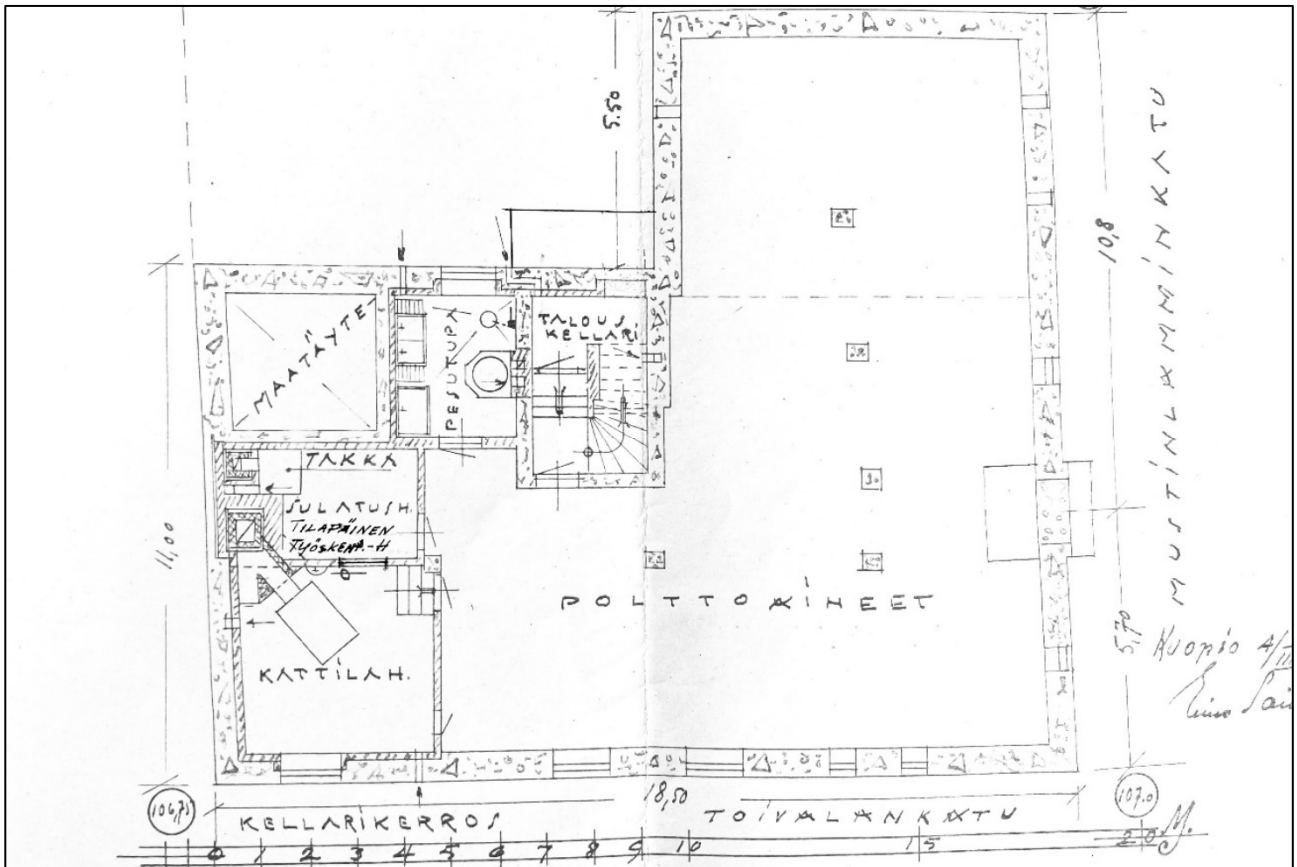 5.50
MUSTINLAMMINKATU
10,8
MAATÄYTE
PESUTUPA
TALOUS
KELLARI
TAKKA
SULATUSH.
TILAPÄINEN
TYÖSKENT.-H
11,00
POLTTOAINEET
5,70
Kuopio 4/III
KATTILAH.
106,75
18,50
107.0
KELLARIKERROS
TOIVALANKATU
0 1 2 3 4 5 6 7 8 9 10 15 20 M.